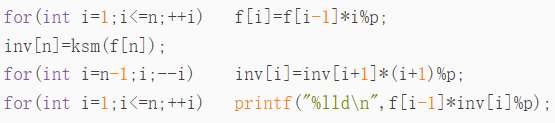 for(int i=1;i<=n;++i)   f[i]=f[i-1]*i%p;
inv[n]=ksm(f[n]);
for(int i=n-1;i;--i)    inv[i]=inv[i+1]*(i+1)%p;
for(int i=1;i<=n;++i)   printf("%lld\n",f[i-1]*inv[i]%p);